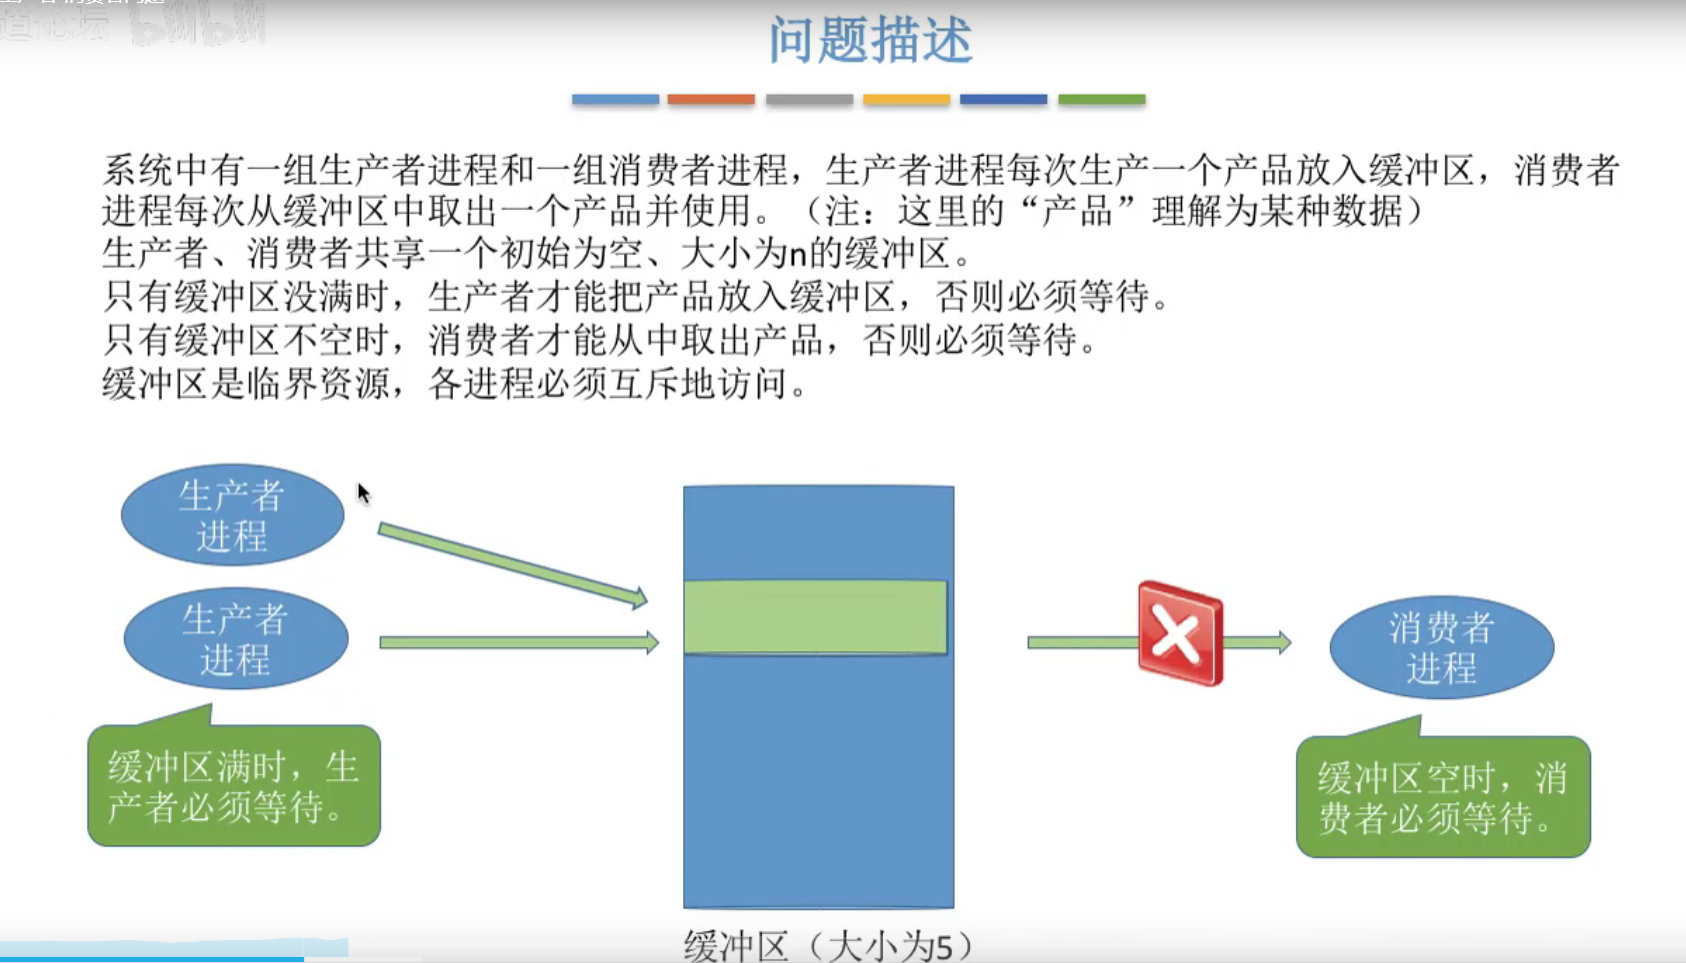 道论坛 bilibili
问题描述
系统中有一组生产者进程和一组消费者进程，生产者进程每次生产一个产品放入缓冲区，消费者
进程每次从缓冲区中取出一个产品并使用。（注：这里的“产品”理解为某种数据）
生产者、消费者共享一个初始为空、大小为n的缓冲区。
只有缓冲区没满时，生产者才能把产品放入缓冲区，否则必须等待。
只有缓冲区不空时，消费者才能从中取出产品，否则必须等待。
缓冲区是临界资源，各进程必须互斥地访问。
生产者
进程
生产者
进程
缓冲区满时，生
产者必须等待。
消费者
进程
缓冲区空时，消
费者必须等待。
缓冲区（大小为5）